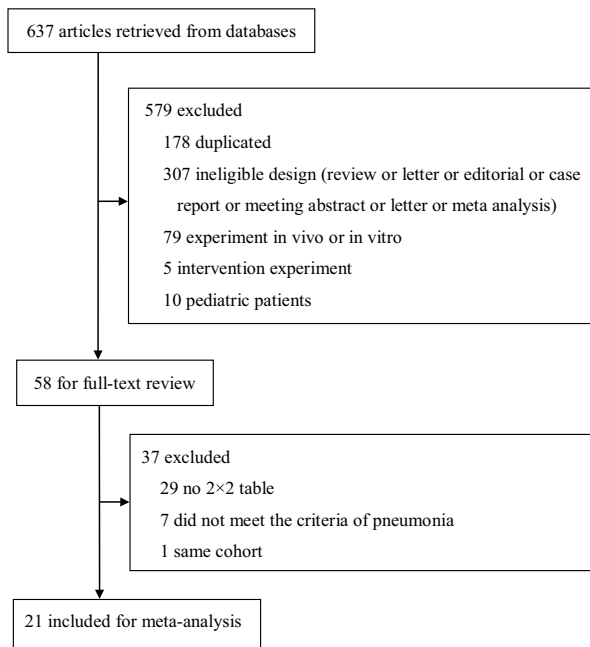 637 articles retrieved from databases
579 excluded
178 duplicated
307 ineligible design (review or letter or editorial or case
report or meeting abstract or letter or meta analysis)
79 experiment in vivo or in vitro
5 intervention experiment
10 pediatric patients
58 for full-text review
37 excluded
29 no 2×2 table
7 did not meet the criteria of pneumonia
1 same cohort
21 included for meta-analysis